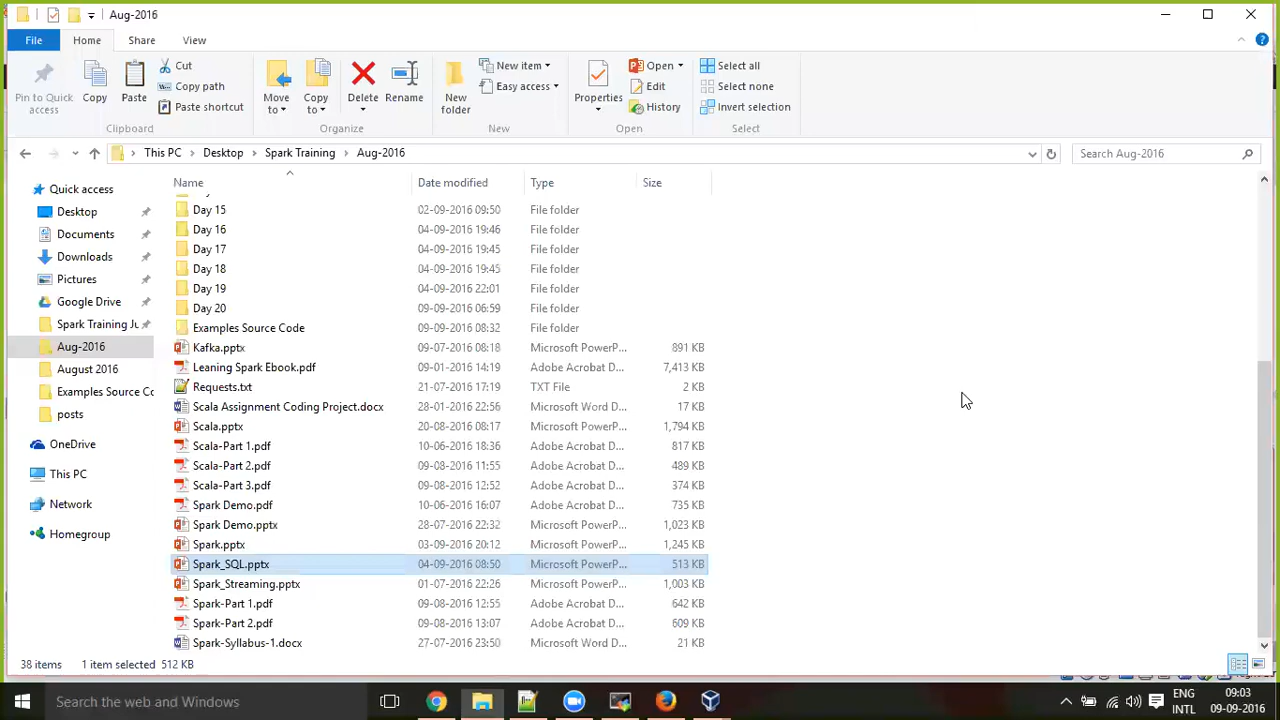 Aug-2016
File Home Share View
Pin to Quick access
Copy
Paste
Cut
Copy path
Paste shortcut
Clipboard
Move to
Copy to
Delete
Rename
Organize
New folder
New item
Easy access
New
Properties
Open
Edit
History
Open
Select all
Select none
Invert selection
Select
This PC > Desktop > Spark Training > Aug-2016
Search Aug-2016
Quick access
Desktop
Documents
Downloads
Pictures
Google Drive
Spark Training Ju
Aug-2016
August 2016
Examples Source Co
posts
OneDrive
This PC
Network
Homegroup
Name Date modified Type Size
Day 15 02-09-2016 09:50 File folder
Day 16 04-09-2016 19:46 File folder
Day 17 04-09-2016 19:45 File folder
Day 18 04-09-2016 19:45 File folder
Day 19 04-09-2016 22:01 File folder
Day 20 09-09-2016 06:59 File folder
Examples Source Code 09-09-2016 08:32 File folder
Kafka.pptx 09-07-2016 08:18 Microsoft PowerP... 891 KB
Leaning Spark Ebook.pdf 09-01-2016 14:19 Adobe Acrobat D... 7,413 KB
Requests.txt 21-07-2016 17:19 TXT File 2 KB
Scala Assignment Coding Project.docx 28-01-2016 22:56 Microsoft Word D... 17 KB
Scala.pptx 20-08-2016 08:17 Microsoft PowerP... 1,794 KB
Scala-Part 1.pdf 10-06-2016 18:36 Adobe Acrobat D... 817 KB
Scala-Part 2.pdf 09-08-2016 11:55 Adobe Acrobat D... 489 KB
Scala-Part 3.pdf 09-08-2016 12:52 Adobe Acrobat D... 374 KB
Spark Demo.pdf 10-06-2016 16:07 Adobe Acrobat D... 735 KB
Spark Demo.pptx 28-07-2016 22:32 Microsoft PowerP... 1,023 KB
Spark.pptx 03-09-2016 20:12 Microsoft PowerP... 1,245 KB
Spark_SQL.pptx 04-09-2016 08:50 Microsoft PowerP... 513 KB
Spark_Streaming.pptx 01-07-2016 22:26 Microsoft PowerP... 1,003 KB
Spark-Part 1.pdf 09-08-2016 12:55 Adobe Acrobat D... 642 KB
Spark-Part 2.pdf 09-08-2016 13:07 Adobe Acrobat D... 609 KB
Spark-Syllabus-1.docx 27-07-2016 23:50 Microsoft Word D... 21 KB
38 items 1 item selected 512 KB
Search the web and Windows
ENG
INTL
09:03
09-09-2016